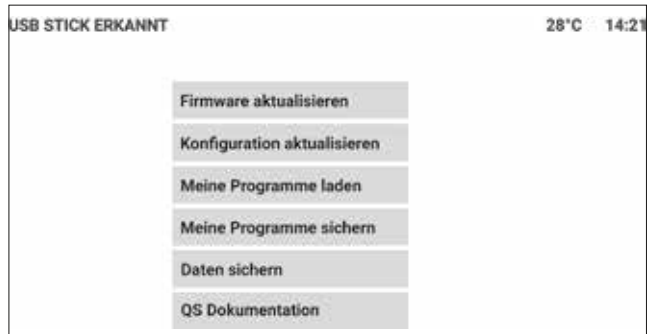 USB STICK ERKANNT 28°C 14:21
Firmware aktualisieren
Konfiguration aktualisieren
Meine Programme laden
Meine Programme sichern
Daten sichern
QS Dokumentation